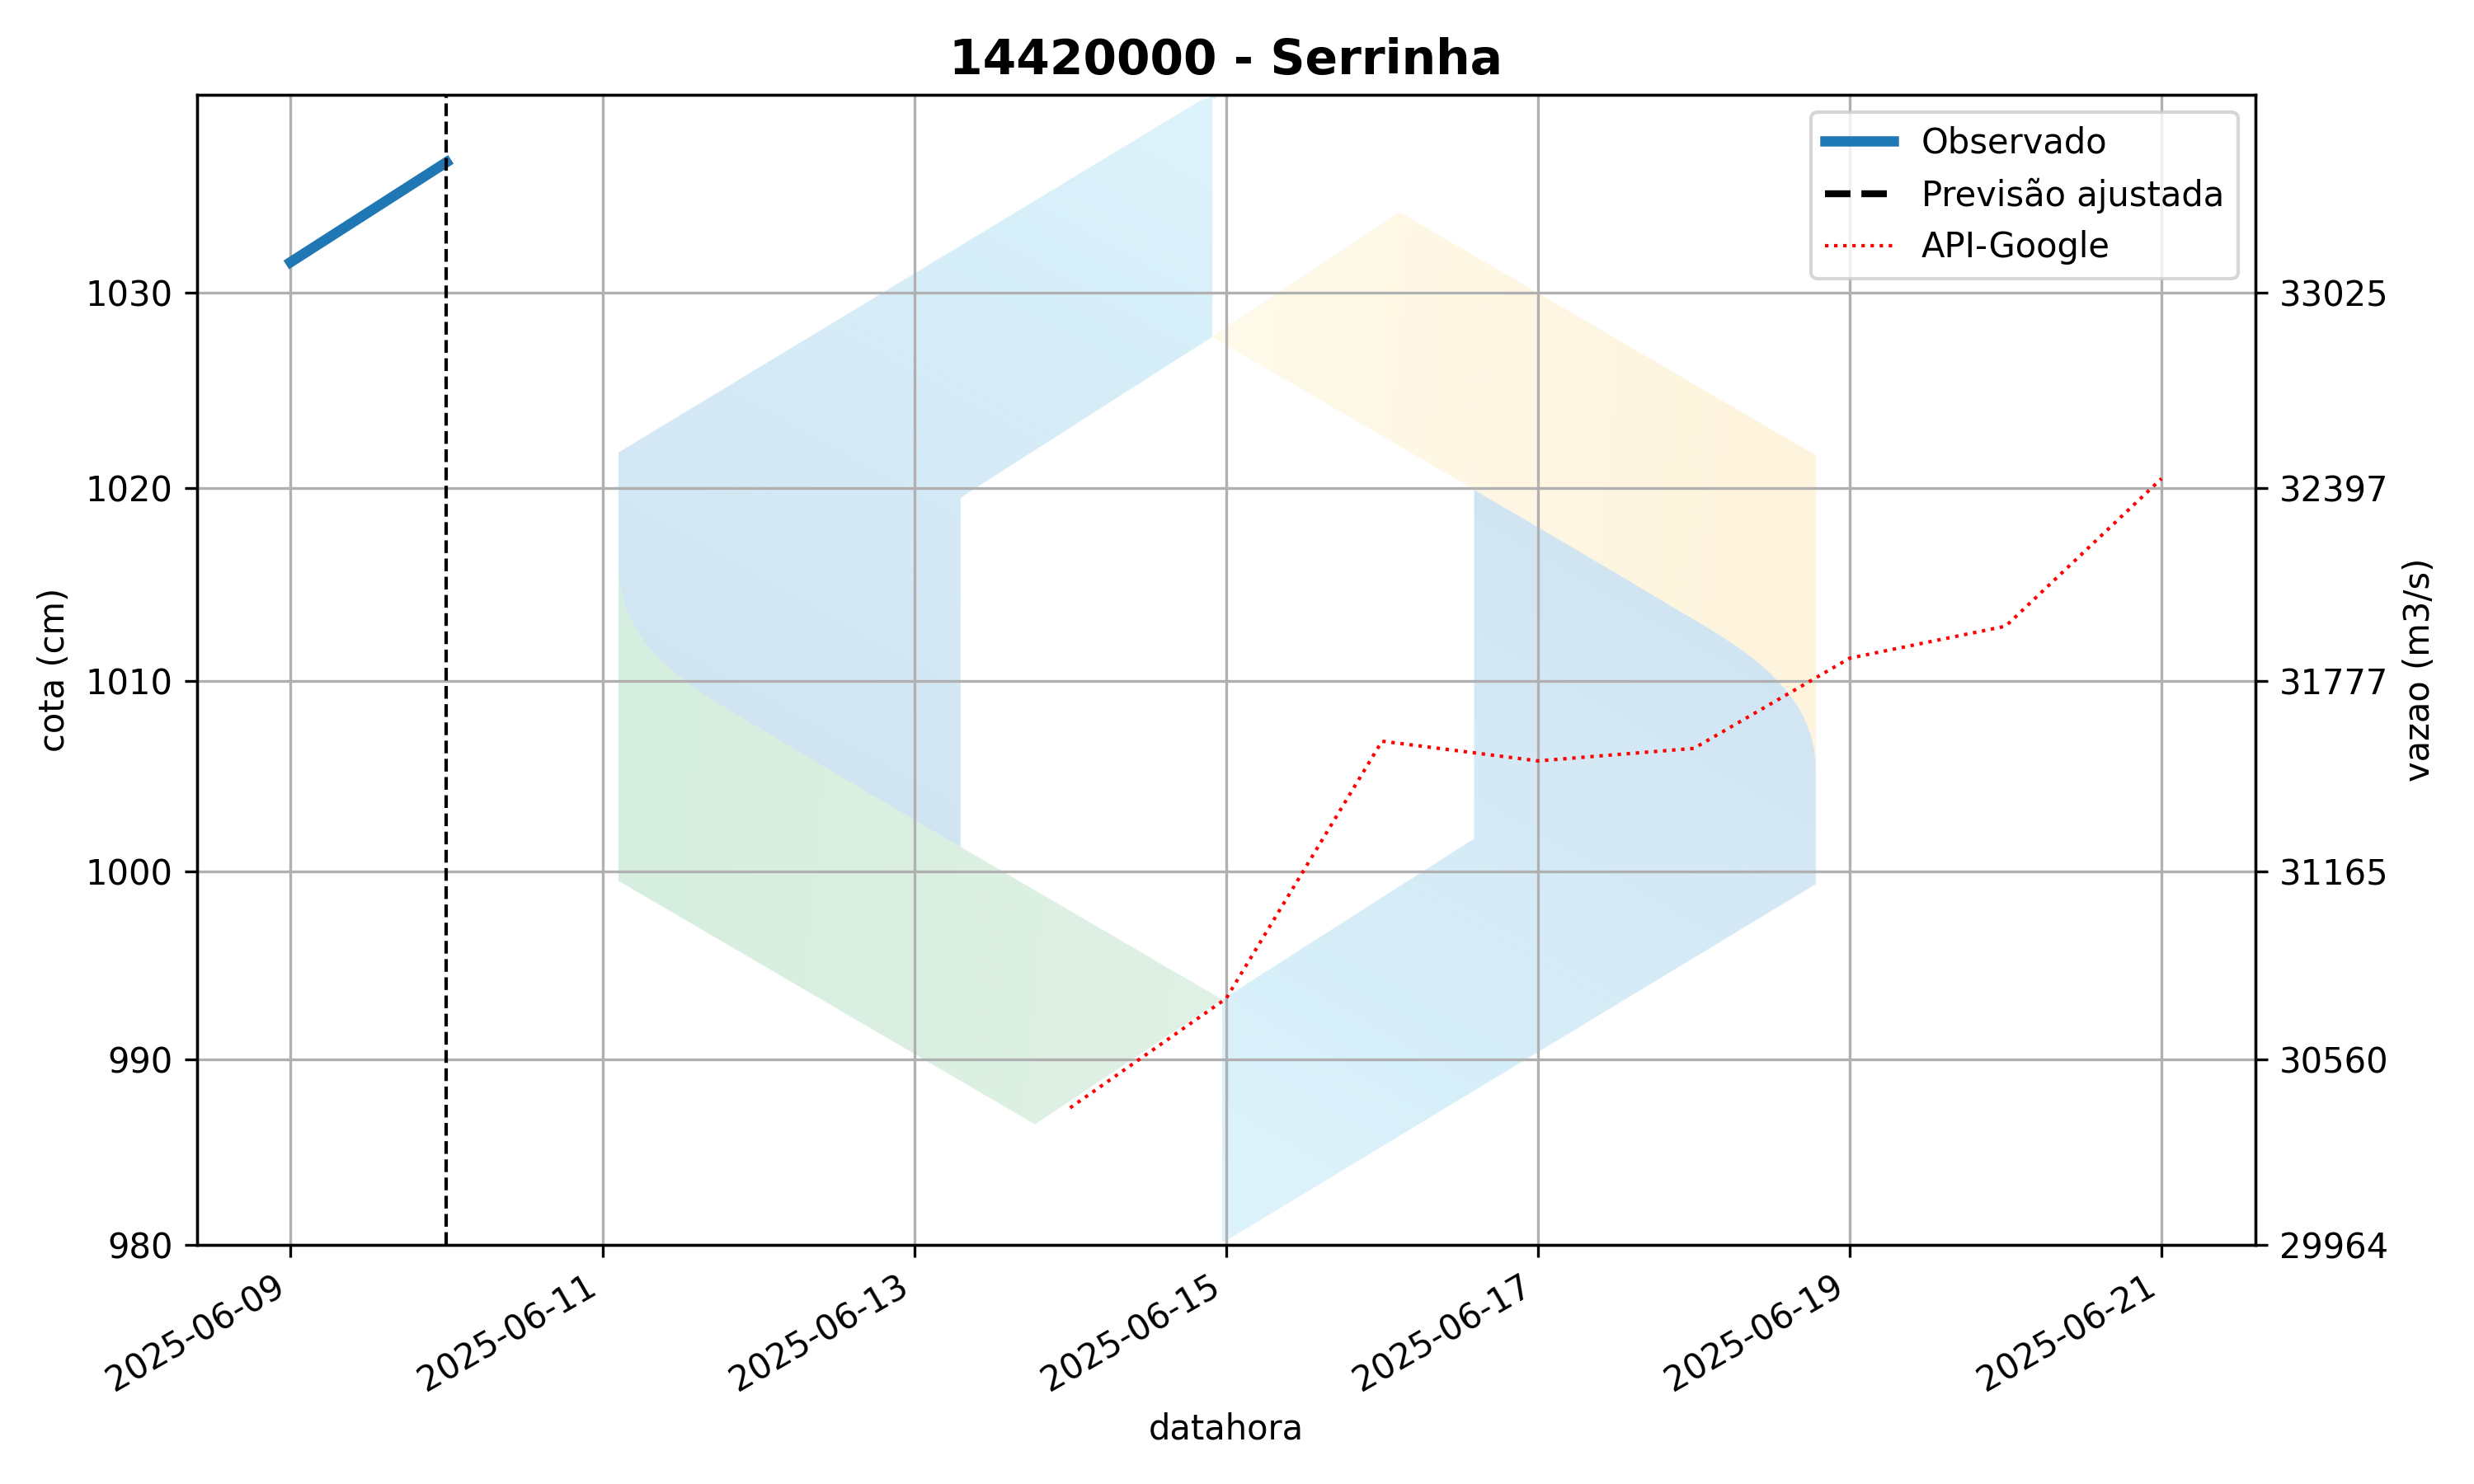 14420000 - Serrinha
Observado
Previsão ajustada
API-Google
1030
1020
1010
1000
990
980
cota (cm)
33025
32397
31777
31165
30560
29964
vazao (m3/s)
2025-06-09
2025-06-11
2025-06-13
2025-06-15
2025-06-17
2025-06-19
2025-06-21
datahora